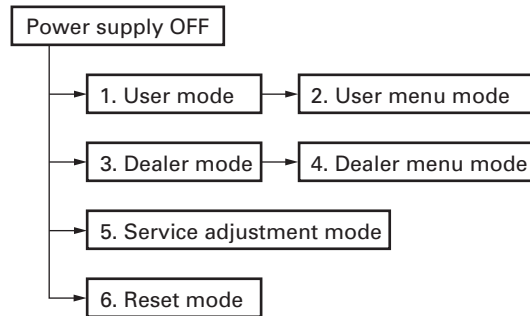 Power supply OFF
1. User mode
2. User menu mode
3. Dealer mode
4. Dealer menu mode
5. Service adjustment mode
6. Reset mode